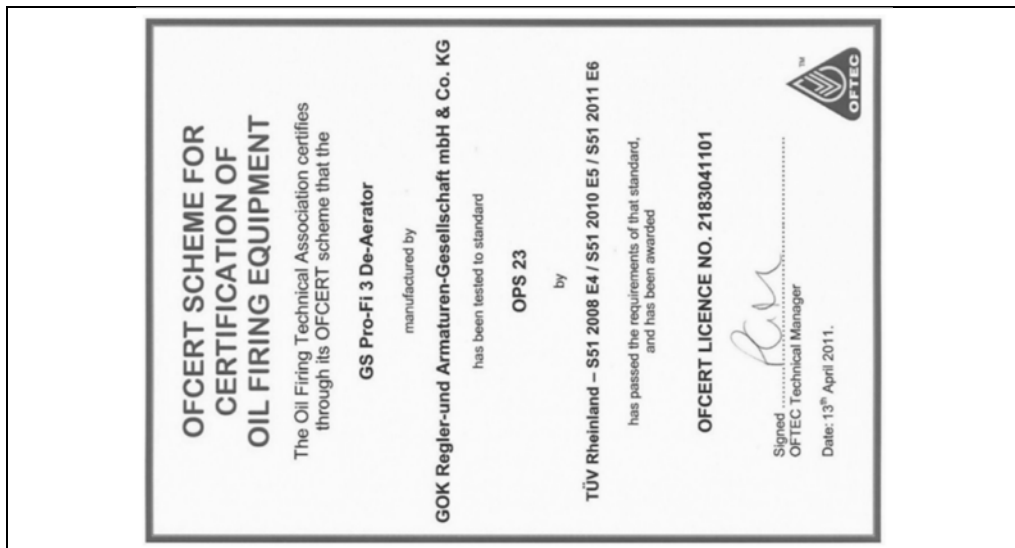 OFCERT SCHEME FOR
CERTIFICATION OF
OIL FIRING EQUIPMENT
The Oil Firing Technical Association certifies
through its OFCERT scheme that the
GS Pro-Fi 3 De-Aerator
manufactured by
GOK Regler-und Armaturen-Gesellschaft mbH & Co. KG
has been tested to standard
OPS 23
by
TÜV Rheinland – S51 2008 E4 / S51 2010 E5 / S51 2011 E6
has passed the requirements of that standard,
and has been awarded
OFCERT LICENCE NO. 2183041101
Signed
OFTEC Technical Manager
Date: 13th April 2011.
OFTEC
TM